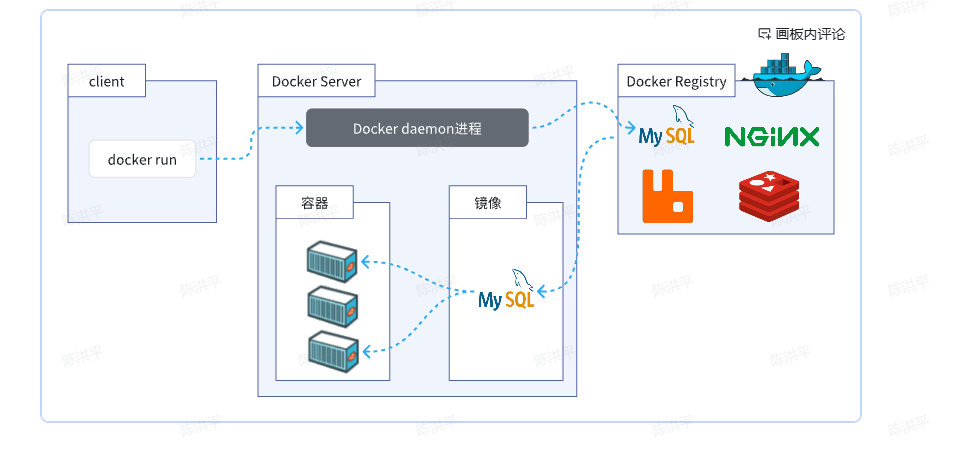 画板内评论
client
Docker Server
Docker Registry
docker run
Docker daemon进程
MySQL
NGINX
容器
镜像
MySQL
陈洪平